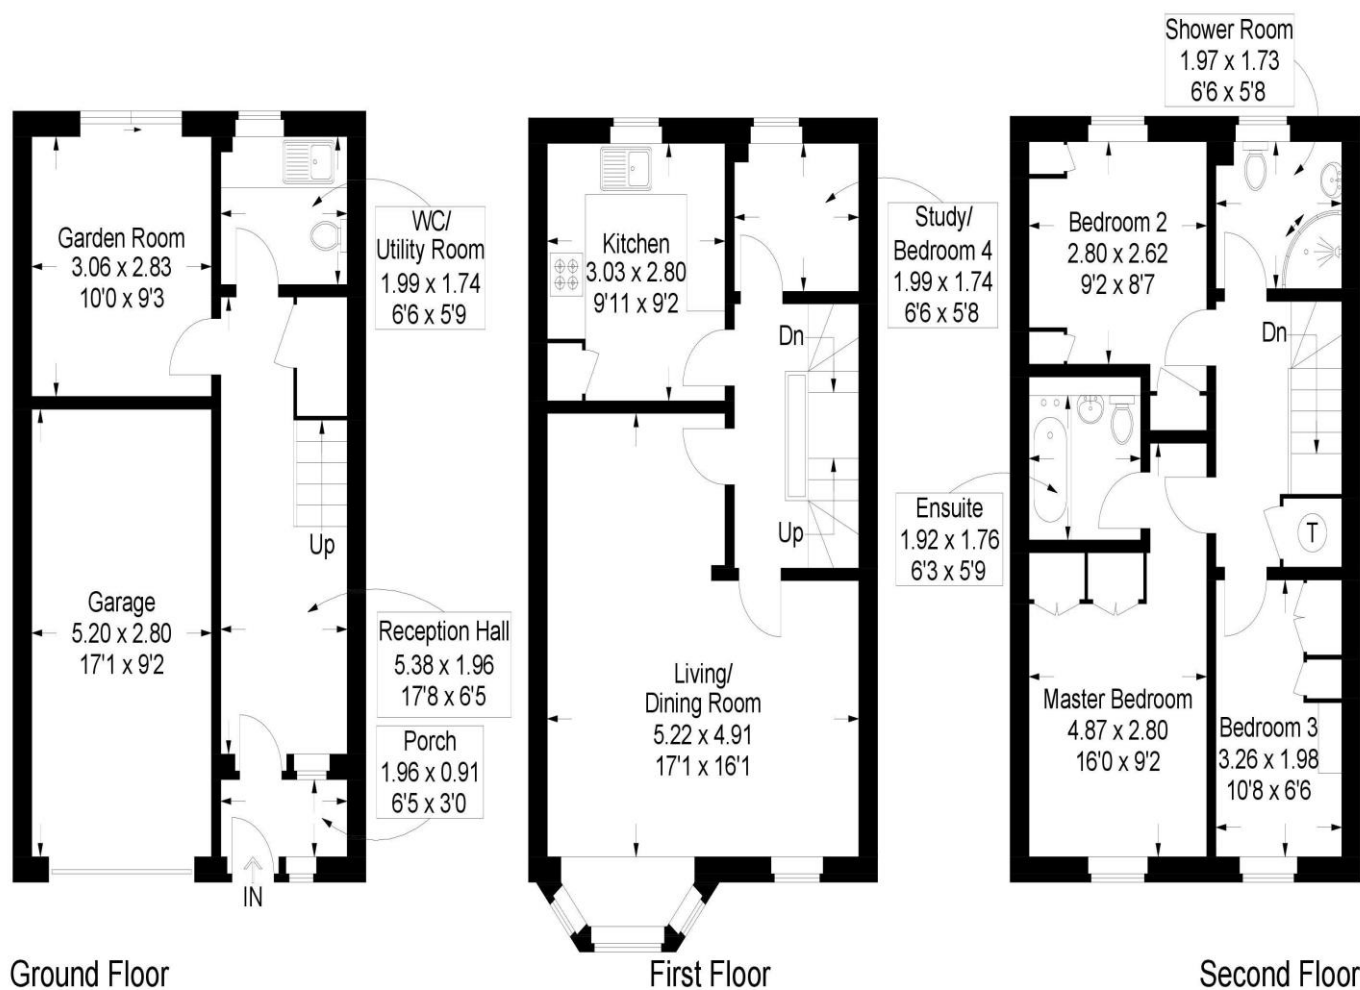 Shower Room
1.97 x 1.73
6'6 x 5'8
Garden Room
3.06 x 2.83
10'0 x 9'3
WC/
Utility Room
1.99 x 1.74
6'6 x 5'9
Up
Garage
5.20 x 2.80
17'1 x 9'2
Reception Hall
5.38 x 1.96
17'8 x 6'5
Porch
1.96 x 0.91
6'5 x 3'0
IN
Ground Floor
Kitchen
3.03 x 2.80
9'11 x 9'2
Study/
Bedroom 4
1.99 x 1.74
6'6 x 5'8
Dn
Up
Living/
Dining Room
5.22 x 4.91
17'1 x 16'1
First Floor
Bedroom 2
2.80 x 2.62
9'2 x 8'7
Dn
Ensuite
1.92 x 1.76
6'3 x 5'9
T
Master Bedroom
4.87 x 2.80
16'0 x 9'2
Bedroom 3
3.26 x 1.98
10'8 x 6'6
Second Floor